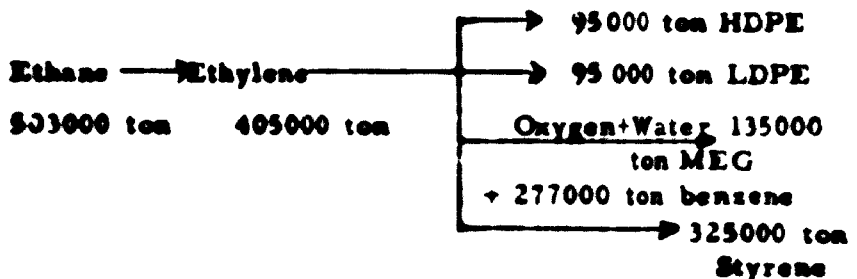 95000 ton HDPE
Ethane Ethylene 95 000 ton LDPE
503000 ton 405000 ton Oxygen+Water 135000
ton MEG
+ 277000 ton benzene
325000 ton
Styrene